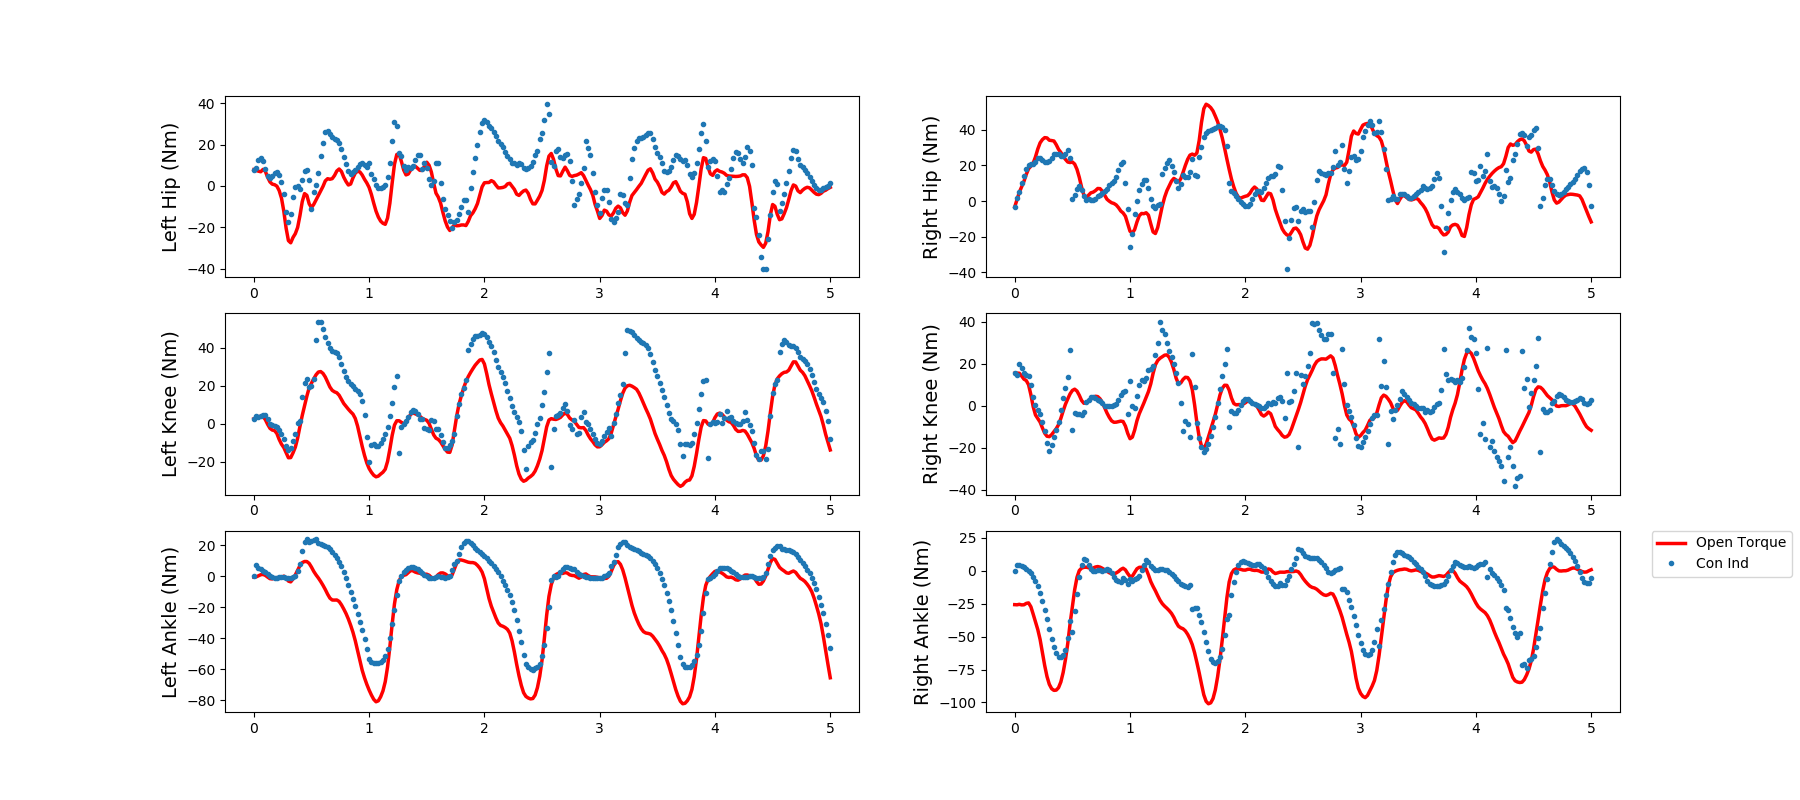 Left Hip (Nm)
40
20
0
−20
−40
0 1 2 3 4 5
Right Hip (Nm)
40
20
0
−20
−40
0 1 2 3 4 5
Left Knee (Nm)
40
20
0
−20
0 1 2 3 4 5
Right Knee (Nm)
40
20
0
−20
−40
0 1 2 3 4 5
Left Ankle (Nm)
20
0
−20
−40
−60
−80
0 1 2 3 4 5
Right Ankle (Nm)
25
0
−25
−50
−75
−100
0 1 2 3 4 5
Open Torque
Con Ind